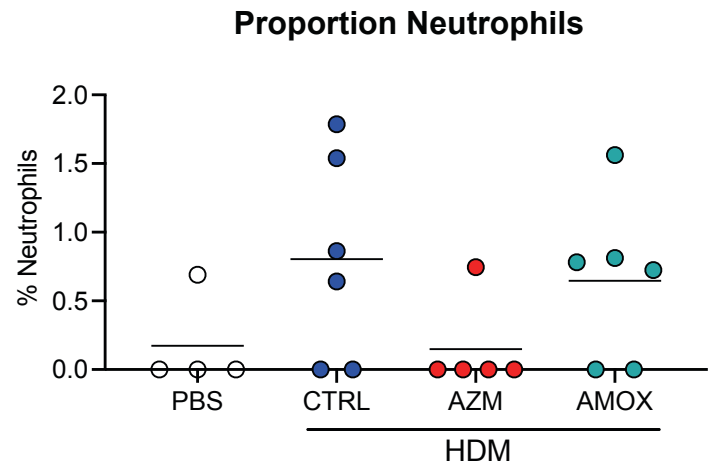 Proportion Neutrophils
% Neutrophils
2.0
1.5
1.0
0.5
0.0
PBS CTRL AZM AMOX
HDM